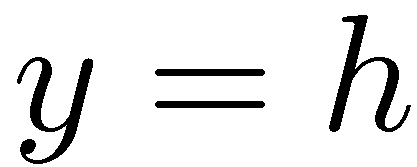 y = h